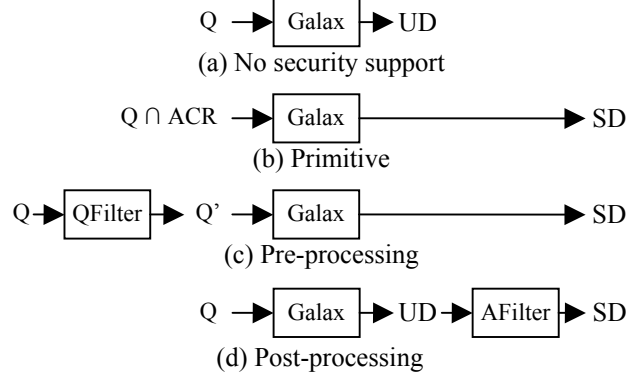 Q Galax UD
(a) No security support
Q ∩ ACR Galax SD
(b) Primitive
Q QFilter Q’ Galax SD
(c) Pre-processing
Q Galax UD AFilter SD
(d) Post-processing